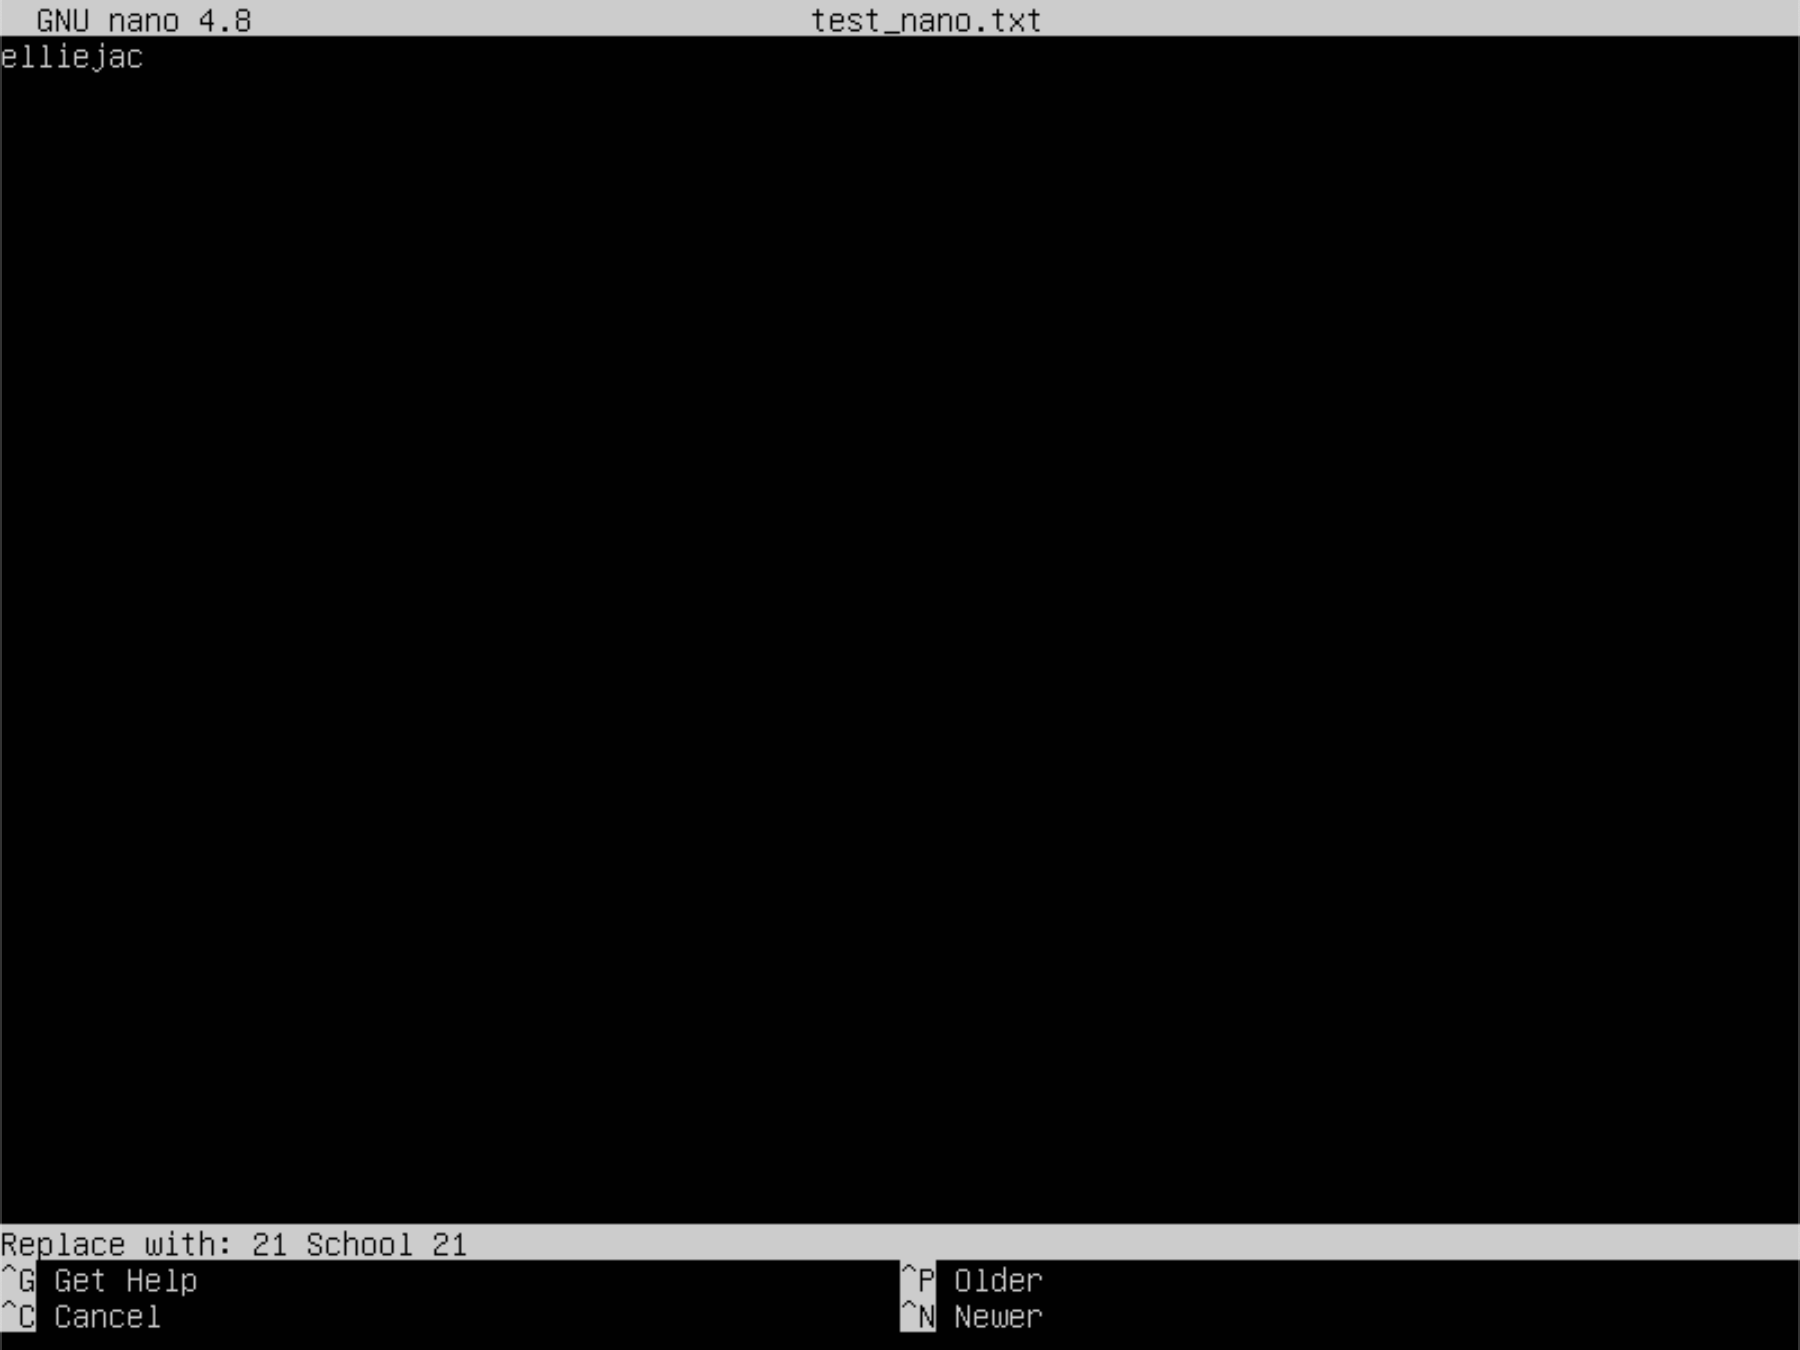 GNU nano 4.8 test_nano.txt
elliejac
Replace with: 21 School 21
^G Get Help ^P Older
^C Cancel ^N Newer